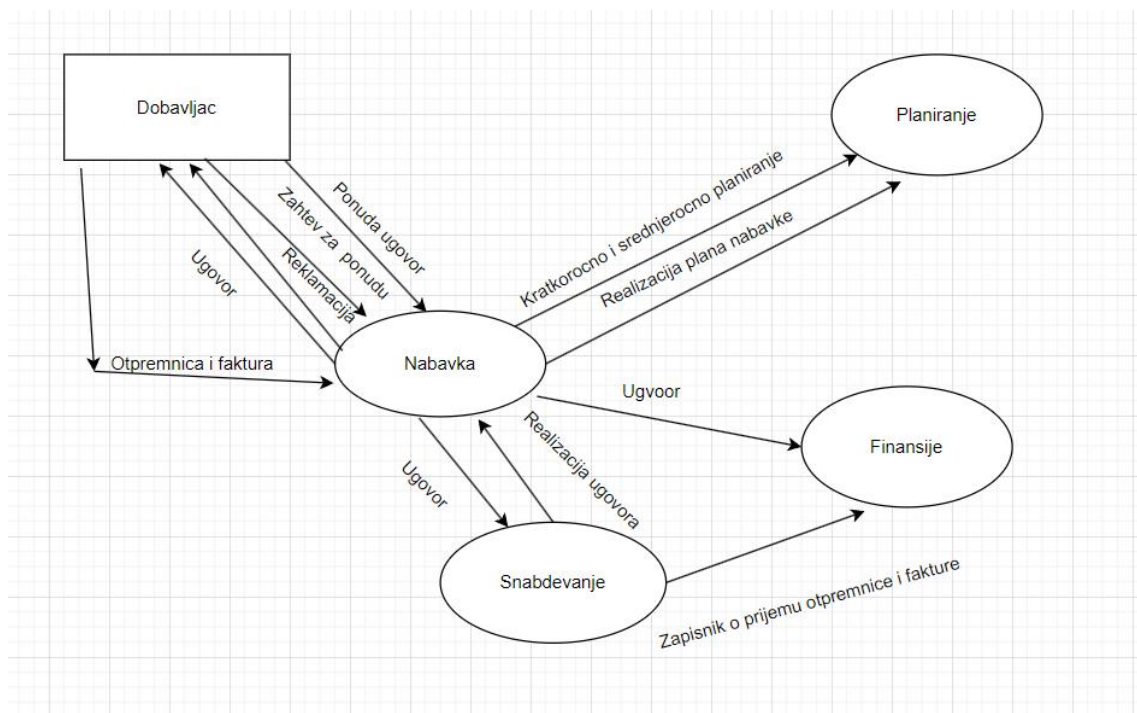 Dobavljac
Planiranje
Ponuda ugovor
Zahtev za ponudu
Reklamacija
Ugovor
Kratkorocno i srednjerocno planiranje
Realizacija plana nabavke
Otpremnica i faktura
Nabavka
Ugvoor
Finansije
Ugovor
Realizacija ugovora
Snabdevanje
Zapisnik o prijemu otpremnice i fakture